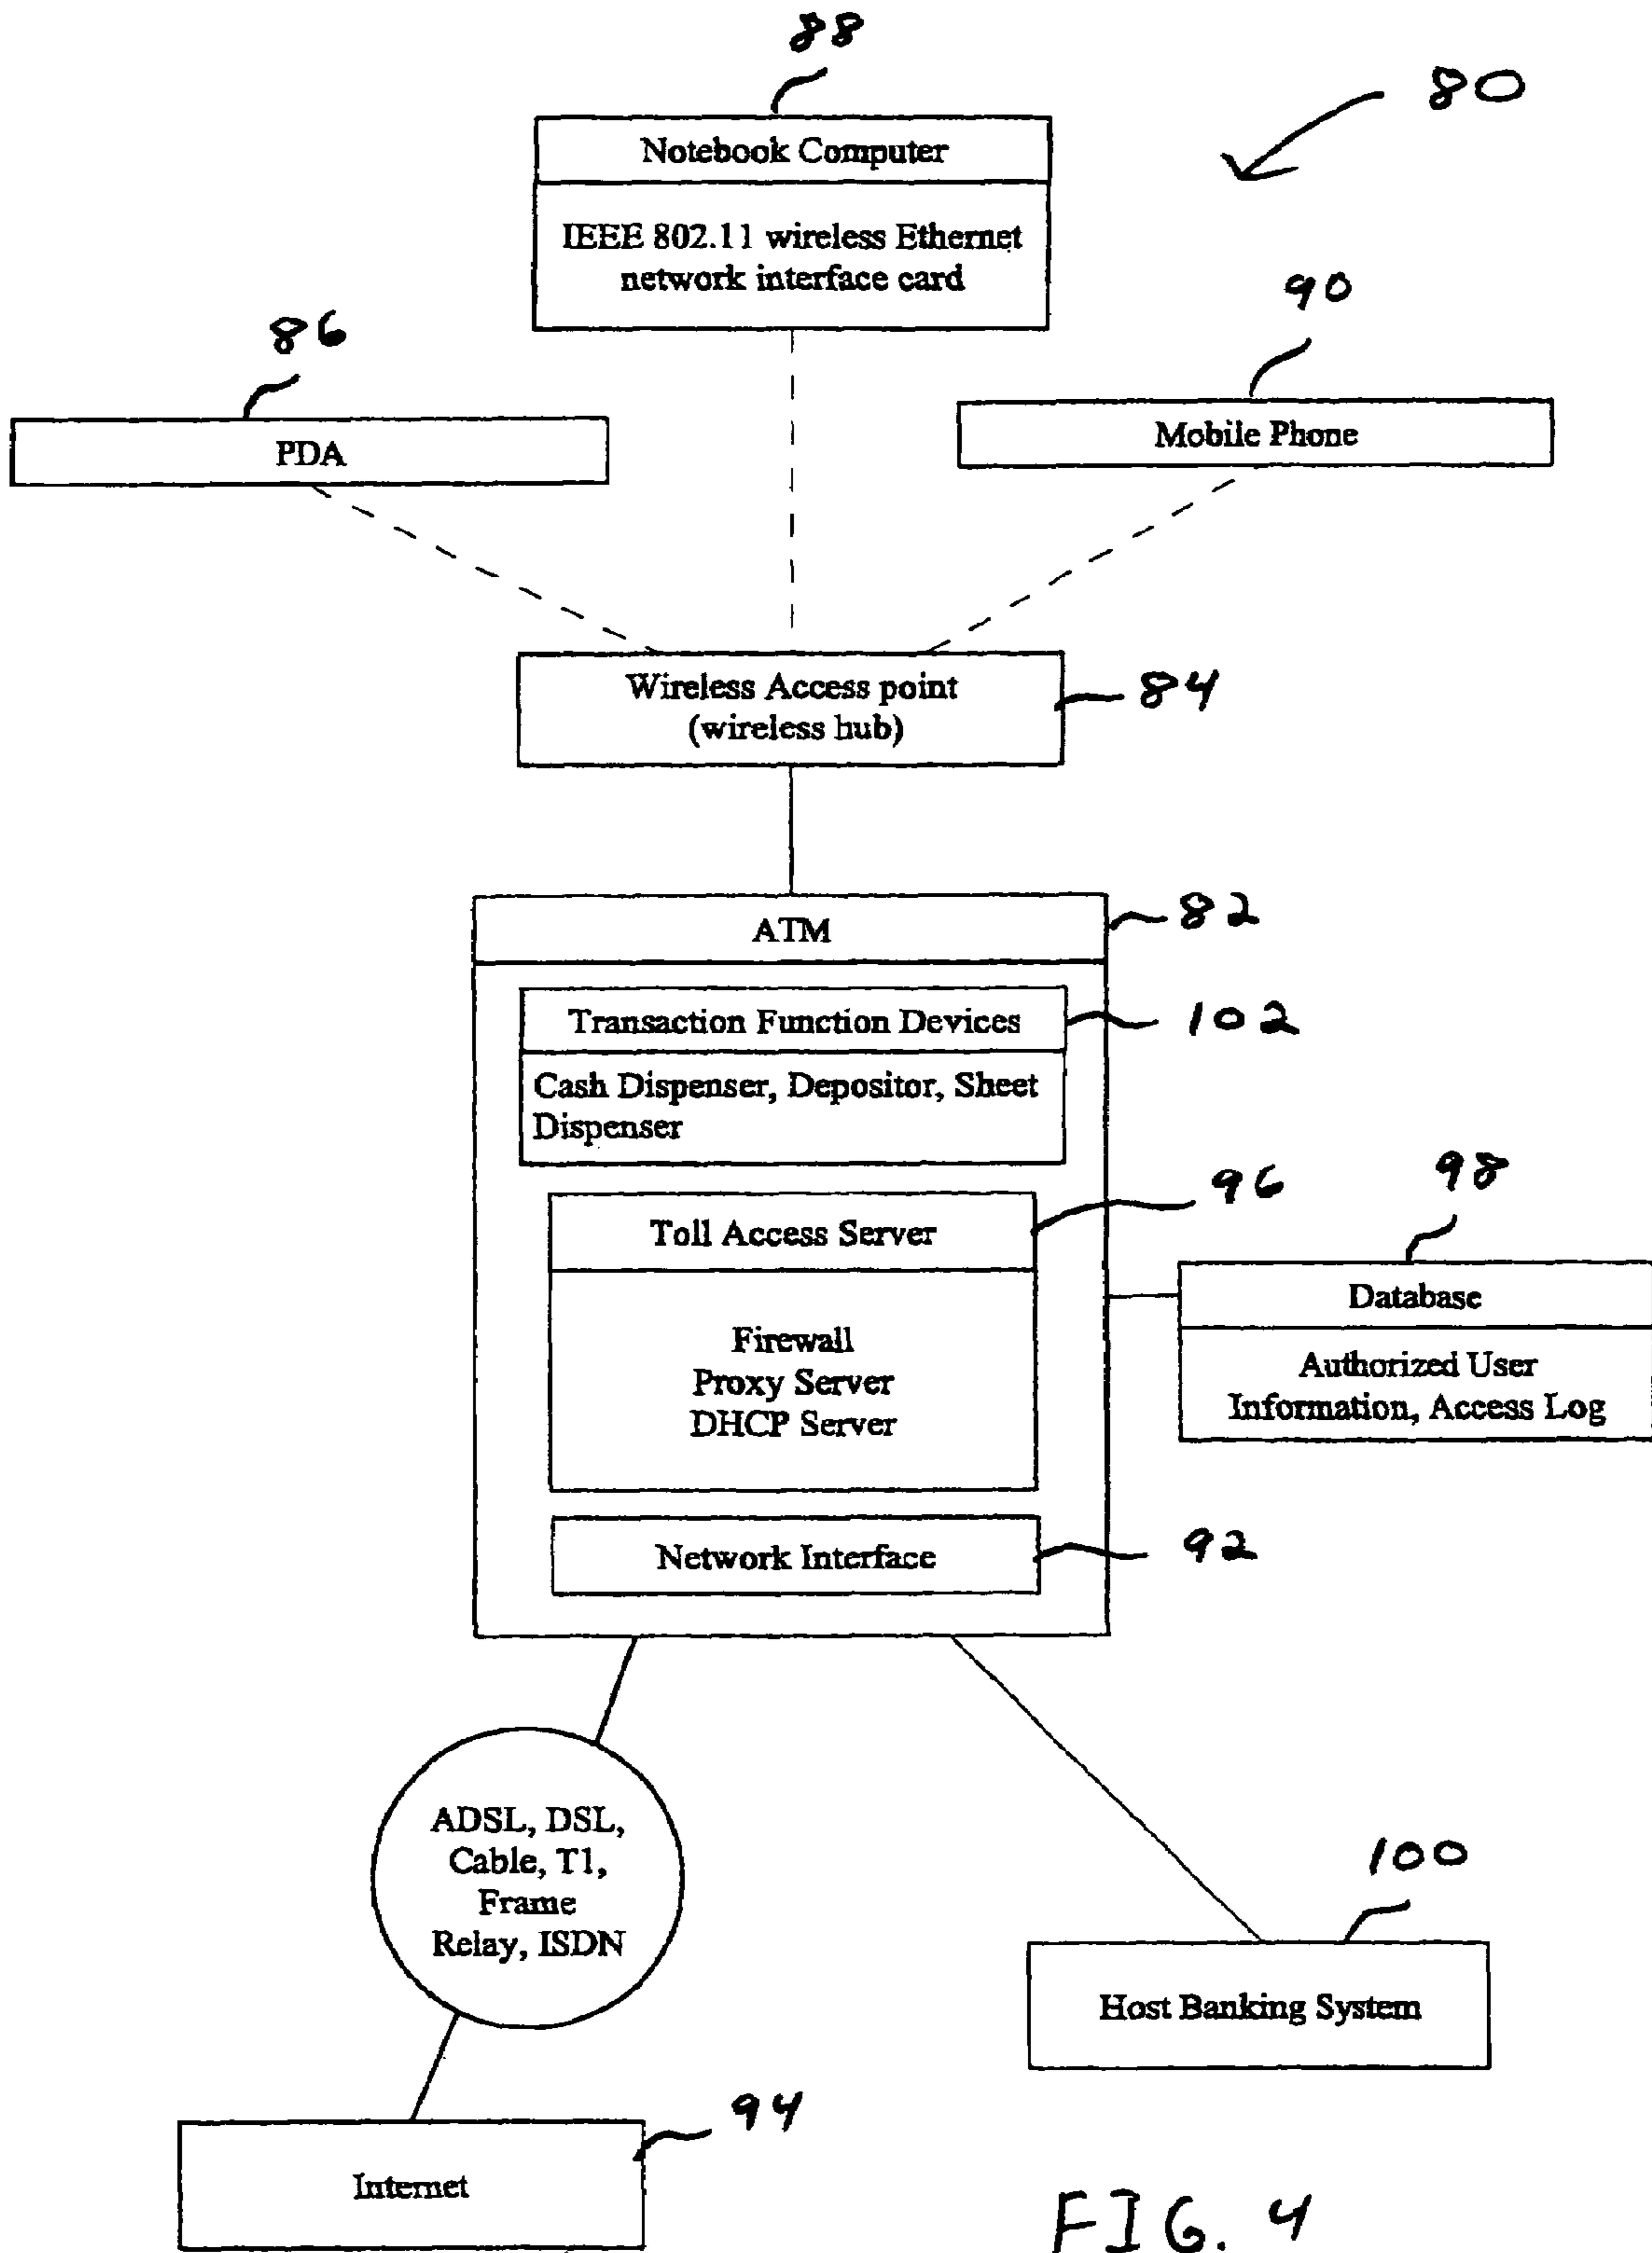 88
80
Notebook Computer
IEEE 802.11 wireless Ethernet
network interface card
86
90
PDA
Mobile Phone
Wireless Access point
(wireless hub)
84
ATM
82
Transaction Function Devices
102
Cash Dispenser, Depositor, Sheet
Dispenser
96
98
Toll Access Server
Database
Firewall
Proxy Server
DHCP Server
Authorized User
Information, Access Log
Network Interface
92
ADSL, DSL,
Cable, T1,
Frame
Relay, ISDN
100
Host Banking System
94
Internet
FIG. 4